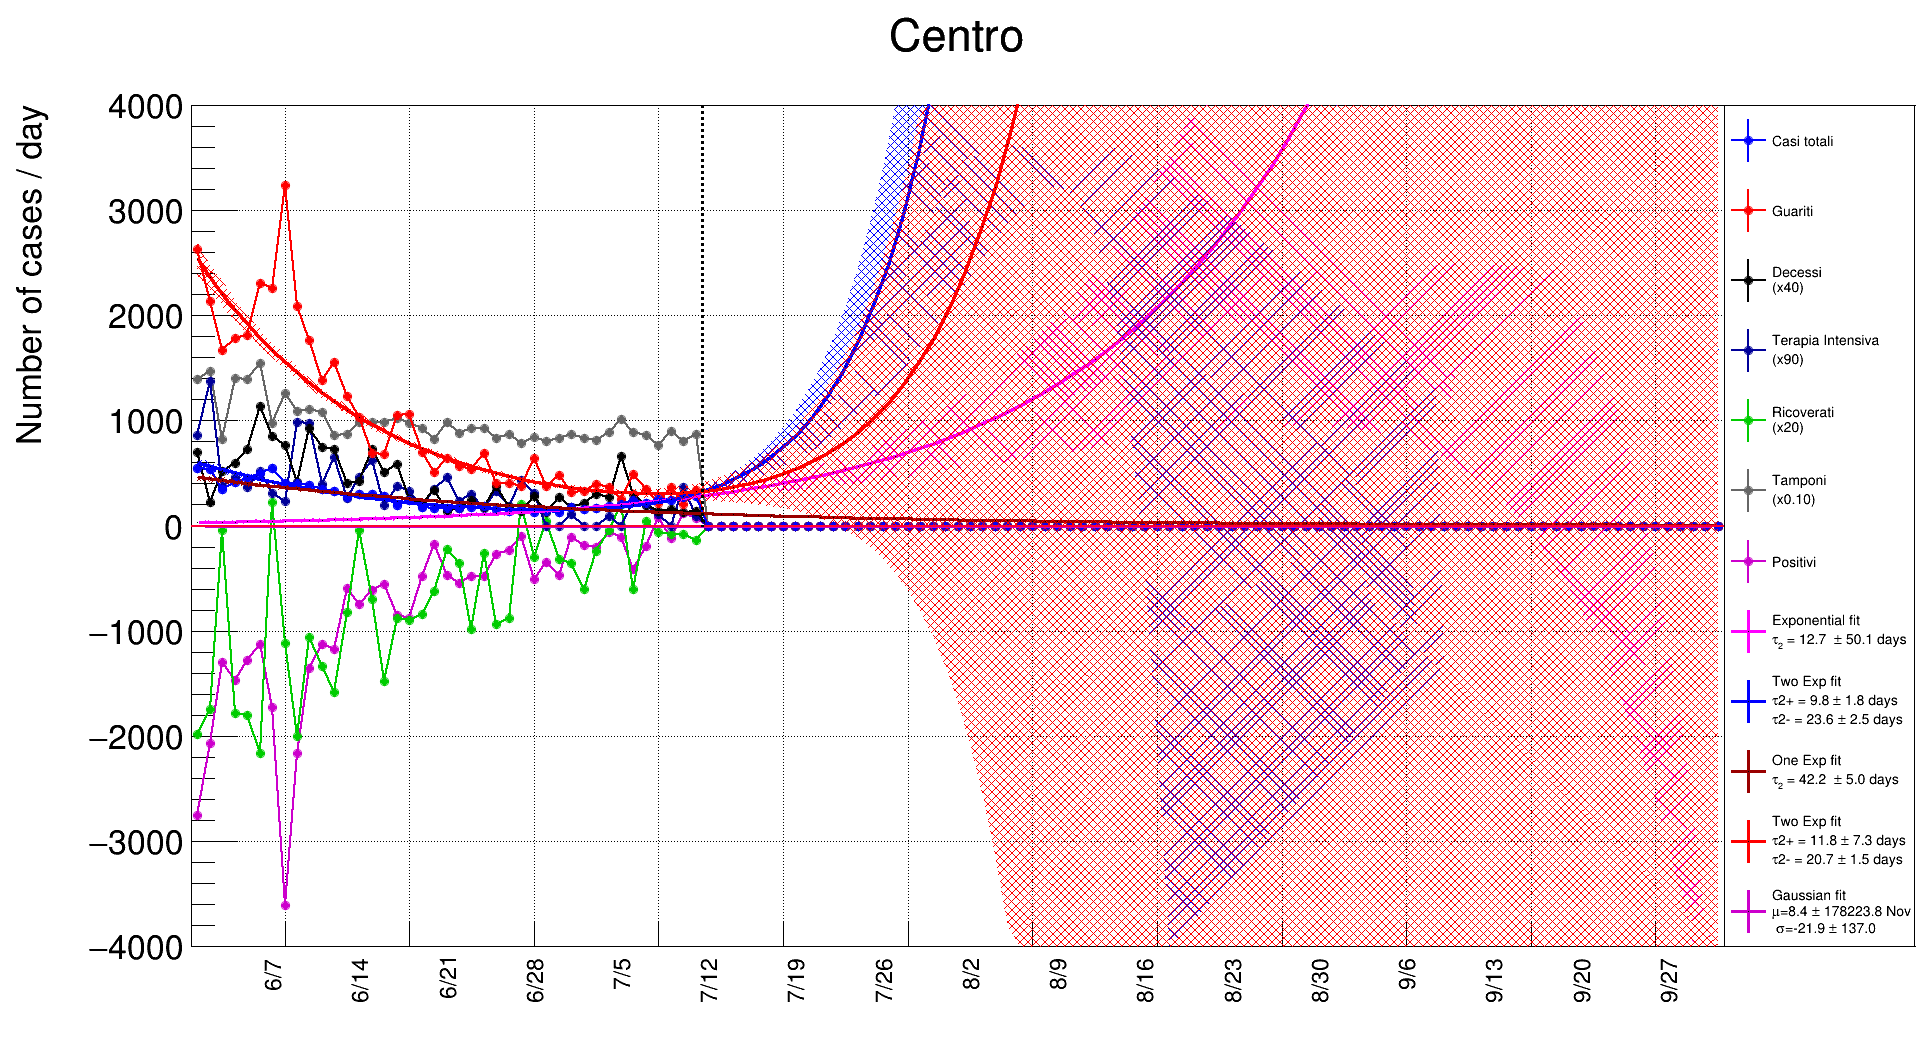 Centro
Number of cases / day
4000
3000
2000
1000
0
−1000
−2000
−3000
−4000
6/7
6/14
6/21
6/28
7/5
7/12
7/19
7/26
8/2
8/9
8/16
8/23
8/30
9/6
9/13
9/20
9/27
Casi totali
Guariti
Decessi
(x40)
Terapia Intensiva
(x90)
Ricoverati
(x20)
Tamponi
(x0.10)
Positivi
Exponential fit
τ2 = 12.7 ± 50.1 days
Two Exp fit
τ2+ = 9.8 ± 1.8 days
τ2- = 23.6 ± 2.5 days
One Exp fit
τ2 = 42.2 ± 5.0 days
Two Exp fit
τ2+ = 11.8 ± 7.3 days
τ2- = 20.7 ± 1.5 days
Gaussian fit
μ=8.4 ± 178223.8 Nov
σ=-21.9 ± 137.0